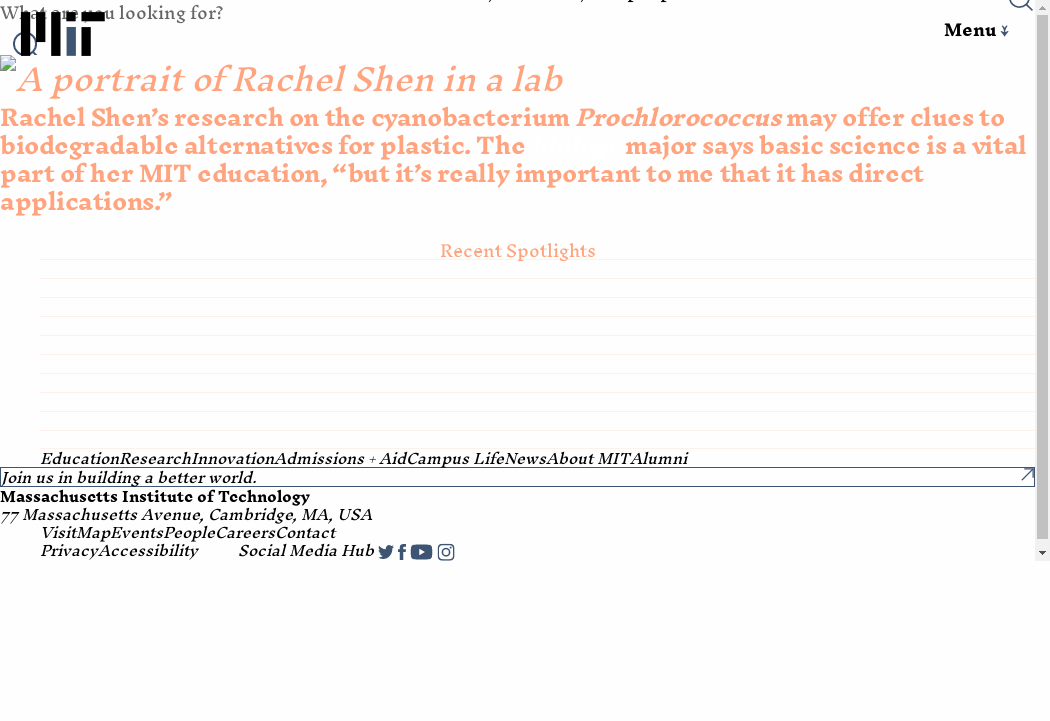 What are you looking for?
MIT
Menu
A portrait of Rachel Shen in a lab
Rachel Shen’s research on the cyanobacterium Prochlorococcus may offer clues to
biodegradable alternatives for plastic. The major says basic science is a vital
part of her MIT education, “but it’s really important to me that it has direct
applications.”
Recent Spotlights
EducationResearchInnovationAdmissions + AidCampus LifeNewsAbout MITAlumni
Join us in building a better world.
Massachusetts Institute of Technology
77 Massachusetts Avenue, Cambridge, MA, USA
VisitMapEventsPeopleCareersContact
PrivacyAccessibility Social Media Hub